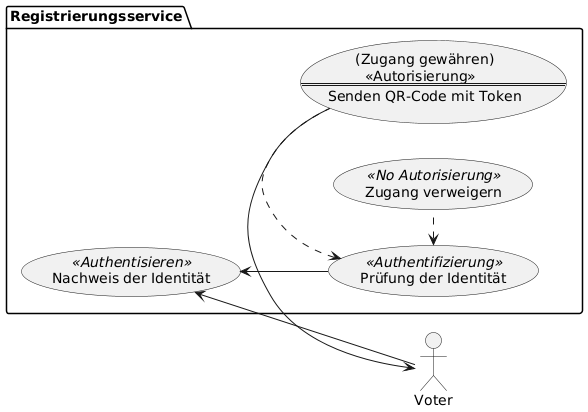 Registrierungsservice
(Zugang gewähren)
«Autorisierung»
Senden QR-Code mit Token
«No Autorisierung»
Zugang verweigern
«Authentisieren»
Nachweis der Identität
«Authentifizierung»
Prüfung der Identität
Voter